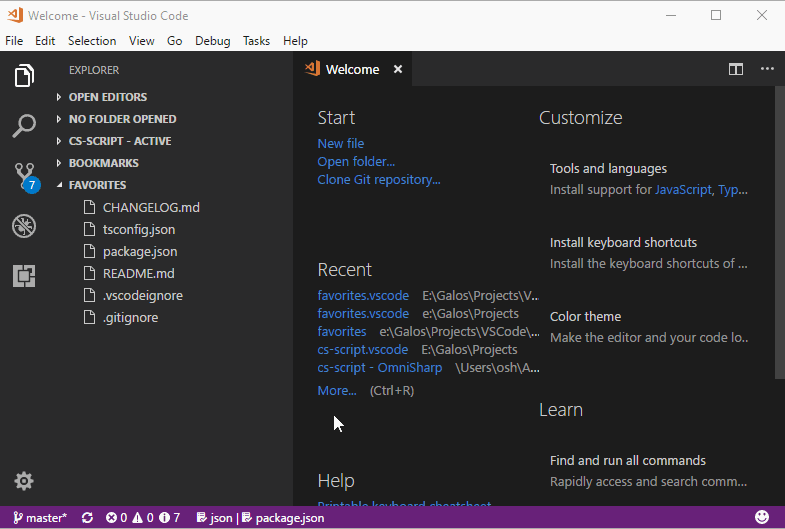 Welcome - Visual Studio Code
File Edit Selection View Go Debug Tasks Help
EXPLORER
OPEN EDITORS
NO FOLDER OPENED
CS-SCRIPT - ACTIVE
BOOKMARKS
FAVORITES
CHANGELOG.md
tsconfig.json
package.json
README.md
.vscodeignore
.gitignore
7
Welcome
Start
New file
Open folder...
Clone Git repository...
Recent
favorites.vscode E:\Galos\Projects\V...
favorites.vscode e:\Galos\Projects
favorites e:\Galos\Projects\VSCode\...
cs-script.vscode E:\Galos\Projects
cs-script - OmniSharp \Users\osh\A...
More... (Ctrl+R)
Help
Printable keyboard cheatsheet
Customize
Tools and languages
Install support for JavaScript, Typ...
Install keyboard shortcuts
Install the keyboard shortcuts of ...
Color theme
Make the editor and your code lo..
Learn
Find and run all commands
Rapidly access and search comm...
master* 0 0 7 json | package.json